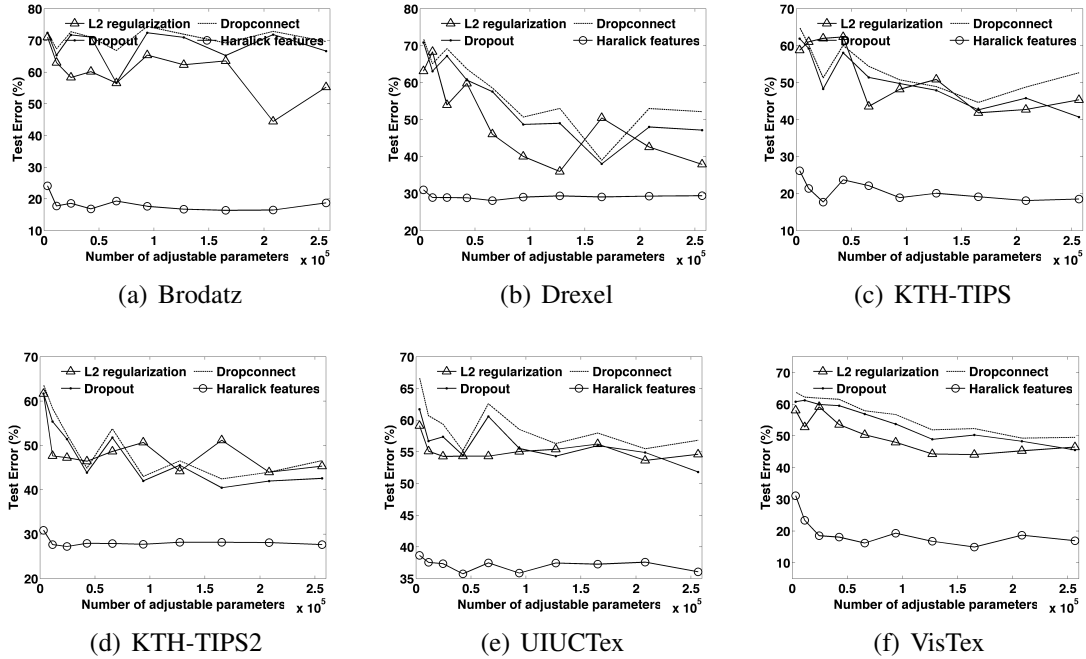 80
70
60
50
40
30
20
10
Test Error (%)
L2 regularization
Dropout
Dropconnect
Haralick features
0 0.5 1 1.5 2 2.5
Number of adjustable parameters x 10^5
(a) Brodatz
80
70
60
50
40
30
20
Test Error (%)
L2 regularization
Dropout
Dropconnect
Haralick features
0 0.5 1 1.5 2 2.5
Number of adjustable parameters x 10^5
(b) Drexel
70
60
50
40
30
20
10
Test Error (%)
L2 regularization
Dropout
Dropconnect
Haralick features
0 0.5 1 1.5 2 2.5
Number of adjustable parameters x 10^5
(c) KTH-TIPS
70
60
50
40
30
20
Test Error (%)
L2 regularization
Dropout
Dropconnect
Haralick features
0 0.5 1 1.5 2 2.5
Number of adjustable parameters x 10^5
(d) KTH-TIPS2
70
65
60
55
50
45
40
35
Test Error (%)
L2 regularization
Dropout
Dropconnect
Haralick features
0 0.5 1 1.5 2 2.5
Number of adjustable parameters x 10^5
(e) UIUCTex
70
60
50
40
30
20
10
Test Error (%)
L2 regularization
Dropout
Dropconnect
Haralick features
0 0.5 1 1.5 2 2.5
Number of adjustable parameters x 10^5
(f) VisTex